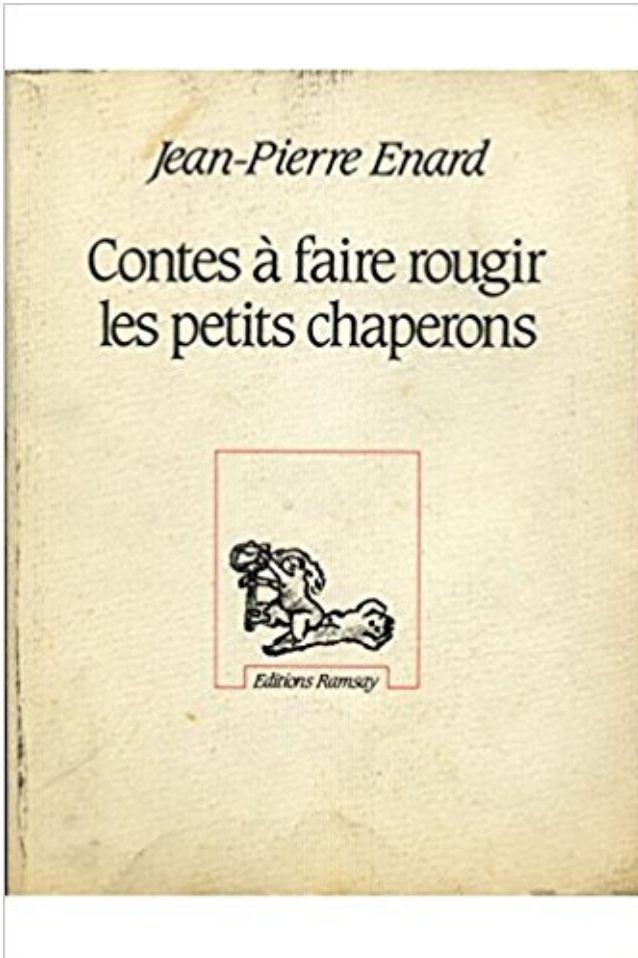 Jean-Pierre Enard
Contes à faire rougir
les petits chaperons
Editions Ramsay